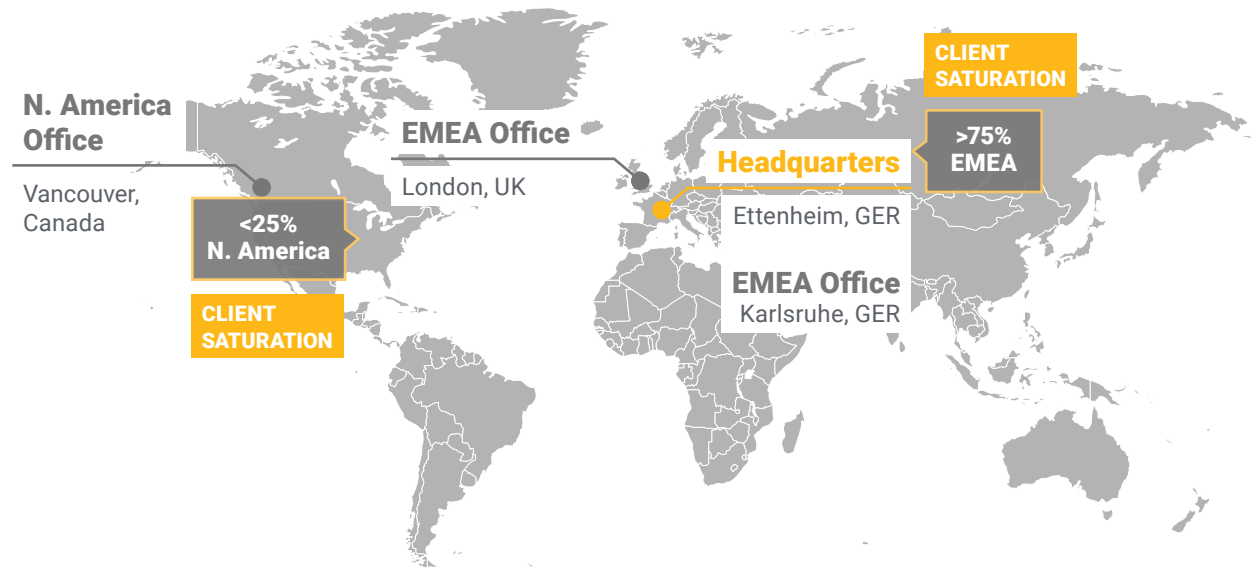 N. America
Office
Vancouver,
Canada
<25%
N. America
CLIENT
SATURATION
EMEA Office
London, UK
Headquarters
Ettenheim, GER
EMEA Office
Karlsruhe, GER
CLIENT
SATURATION
>75%
EMEA